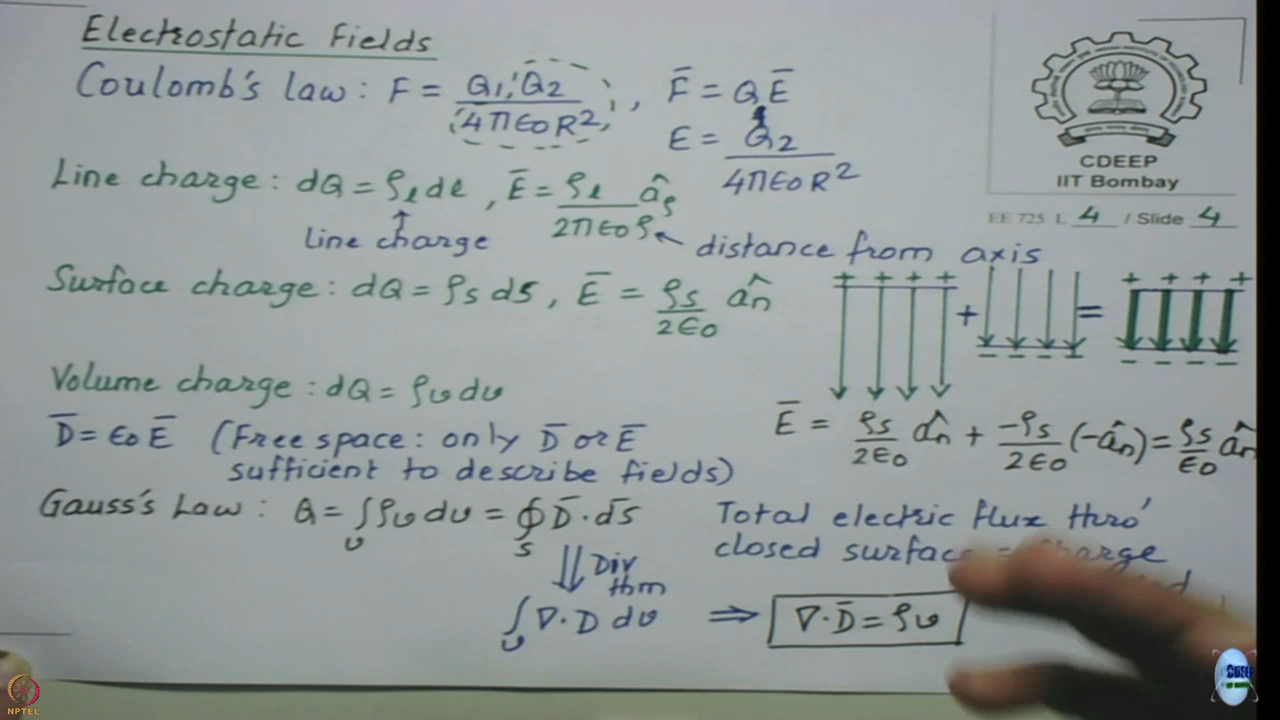 Electrostatic Fields
Coulomb's law : F = Q1, Q2 / 4πε0R² , F̄ = QĒ
E = Q2 / 4πε0R²
Line charge : dQ = ρl dl , Ē = ρl / 2πε0ρ âρ
↑ line charge
← distance from axis
Surface charge : dQ = ρs ds, Ē = ρs / 2ε0 ân
+ + + + + - - - - = + + + + - - - -
Volume charge : dQ = ρv dv
Ē = ρs / 2ε0 ân + -ρs / 2ε0 (-ân) = ρs / ε0 ân
D̄ = ε0 Ē (Free space : only D̄ or Ē
sufficient to describe fields)
Gauss's Law : Q = ∫v ρv dv = ∮s D̄ · ds̄
Total electric flux thro'
closed surface = charge
⇓ Div thm
∫v ∇ · D dv ⇒ ∇ · D̄ = ρv
CDEEP
IIT Bombay
EE 725 L 4 / Slide 4
NPTEL
CDEEP